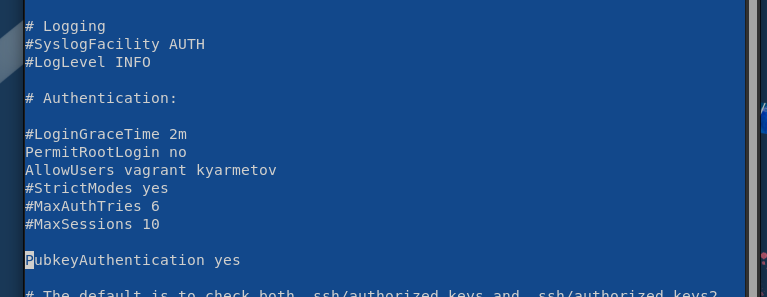 # Logging
#SyslogFacility AUTH
#LogLevel INFO
# Authentication:
#LoginGraceTime 2m
PermitRootLogin no
AllowUsers vagrant kyarmetov
#StrictModes yes
#MaxAuthTries 6
#MaxSessions 10
PubkeyAuthentication yes
# The default is to check both .ssh/authorized_keys and .ssh/authorized_keys2